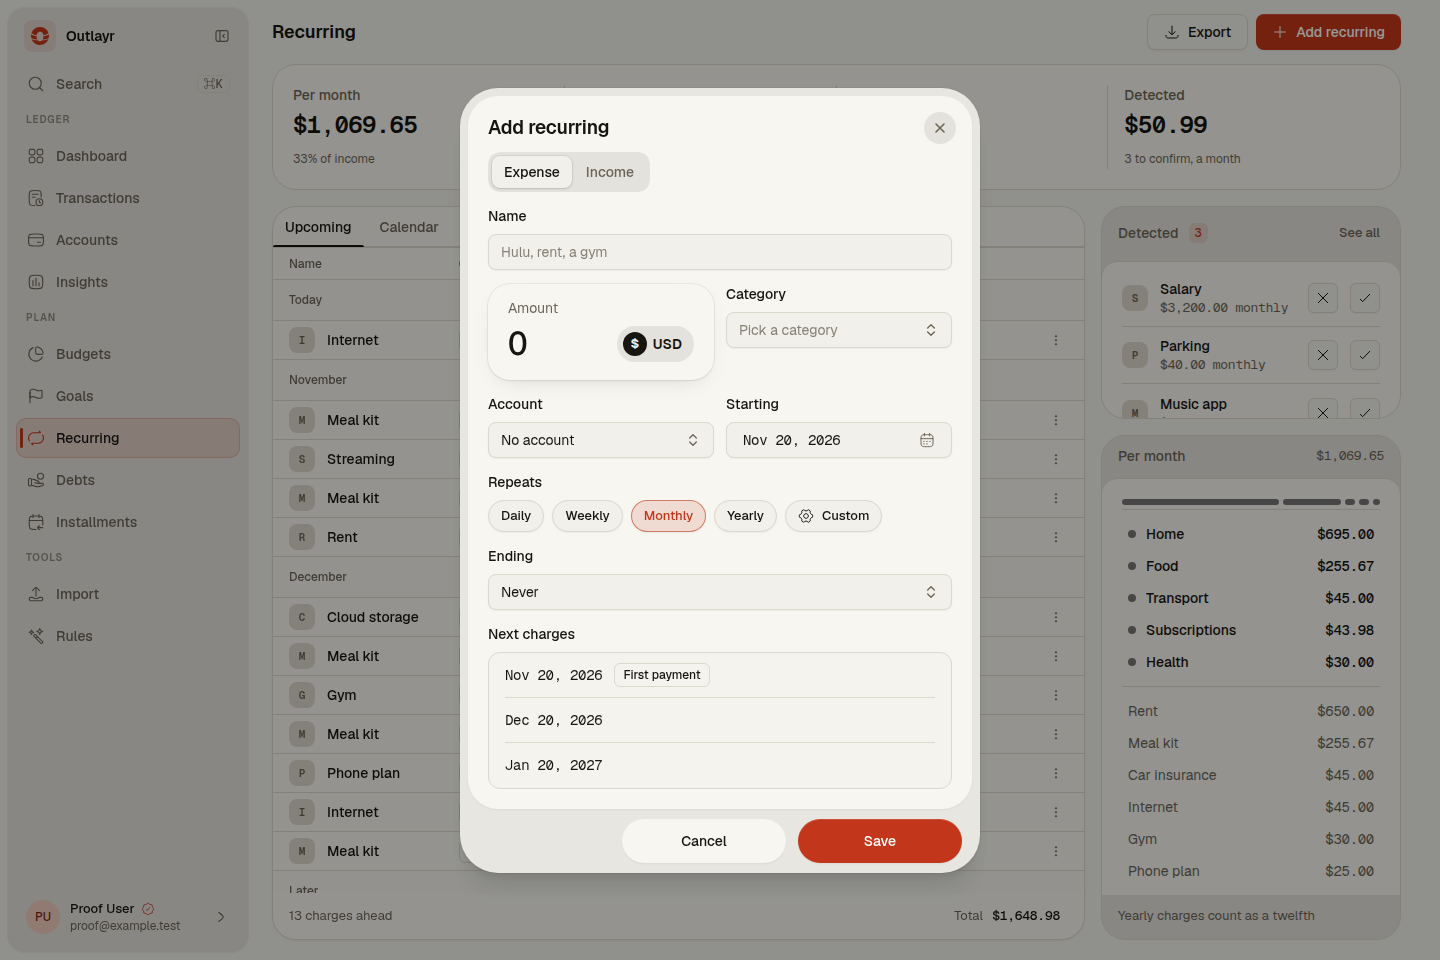 Outlayr
Search ⌘K
LEDGER
Dashboard
Transactions
Accounts
Insights
PLAN
Budgets
Goals
Recurring
Debts
Installments
TOOLS
Import
Rules
PU
Proof User
proof@example.test
Recurring
Export
Add recurring
Per month
$1,069.65
33% of income
Detected
$50.99
3 to confirm, a month
Upcoming Calendar
Name
Today
I Internet
November
M Meal kit
S Streaming
M Meal kit
R Rent
December
C Cloud storage
M Meal kit
G Gym
M Meal kit
P Phone plan
I Internet
M Meal kit
Later
13 charges ahead
Total $1,648.98
Add recurring
Expense Income
Name
Hulu, rent, a gym
Amount
0
$ USD
Category
Pick a category
Account
No account
Starting
Nov 20, 2026
Repeats
Daily Weekly Monthly Yearly Custom
Ending
Never
Next charges
Nov 20, 2026 First payment
Dec 20, 2026
Jan 20, 2027
Cancel Save
Detected 3 See all
S Salary
$3,200.00 monthly
P Parking
$40.00 monthly
M Music app
Per month $1,069.65
Home $695.00
Food $255.67
Transport $45.00
Subscriptions $43.98
Health $30.00
Rent $650.00
Meal kit $255.67
Car insurance $45.00
Internet $45.00
Gym $30.00
Phone plan $25.00
Yearly charges count as a twelfth